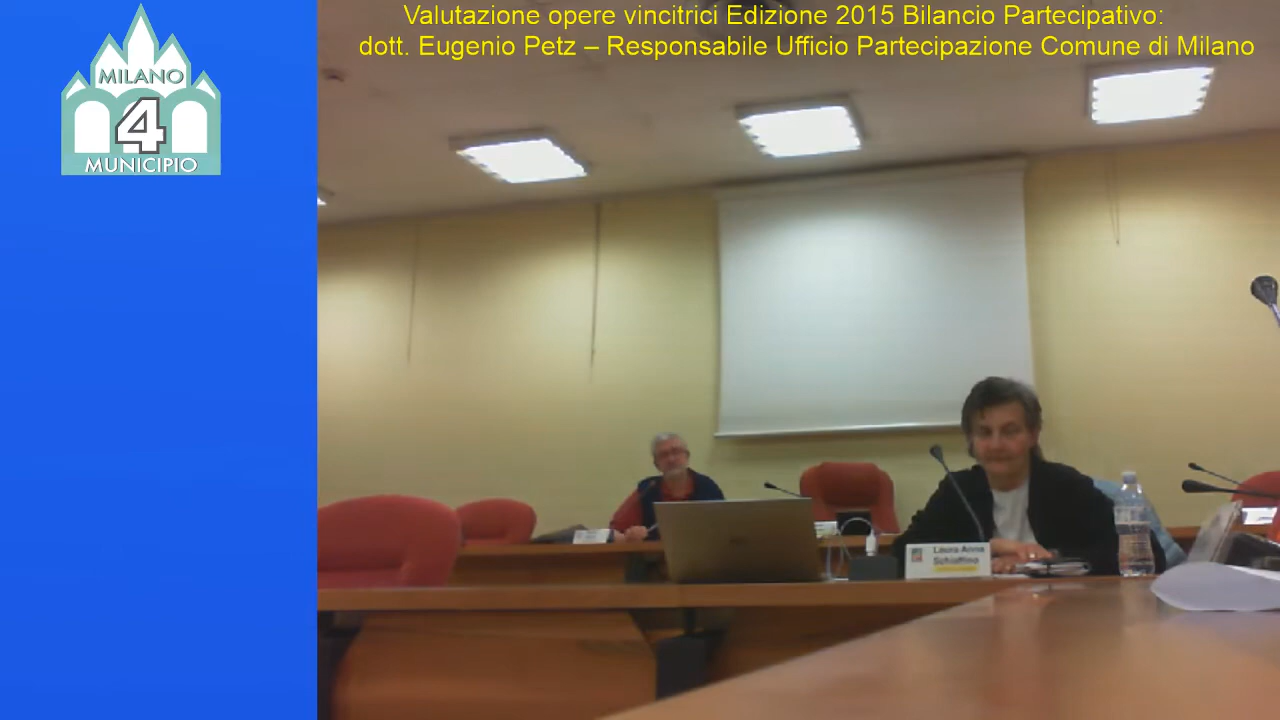 Valutazione opere vincitrici Edizione 2015 Bilancio Partecipativo:
dott. Eugenio Petz – Responsabile Ufficio Partecipazione Comune di Milano
MILANO
4
MUNICIPIO
Laura Anna
Schiaffino